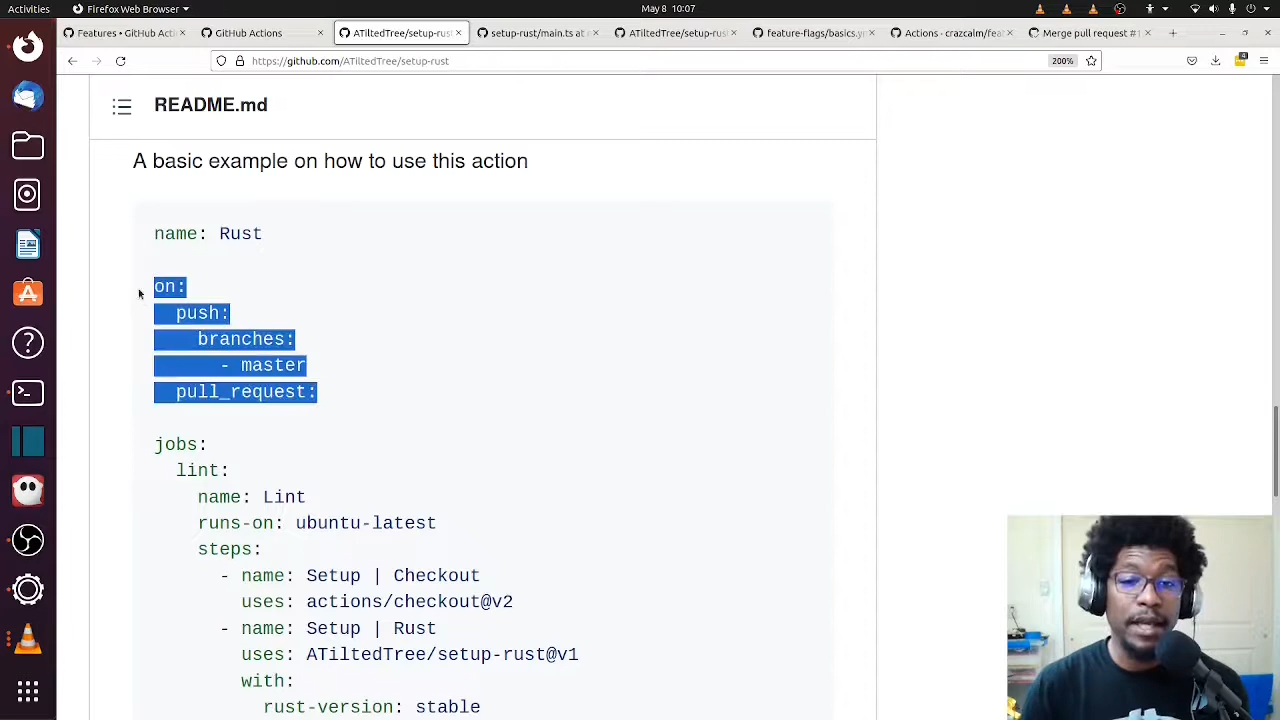 Activities
Firefox Web Browser
May 8 10:07
Features • GitHub Acti
GitHub Actions
ATiltedTree/setup-rus
setup-rust/main.ts at
ATiltedTree/setup-rus
feature-flags/basics.ym
Actions · crazcalm/feat
Merge pull request #1
https://github.com/ATiltedTree/setup-rust
200%
README.md
A basic example on how to use this action
name: Rust
on:
push:
branches:
- master
pull_request:
jobs:
lint:
name: Lint
runs-on: ubuntu-latest
steps:
- name: Setup | Checkout
uses: actions/checkout@v2
- name: Setup | Rust
uses: ATiltedTree/setup-rust@v1
with:
rust-version: stable